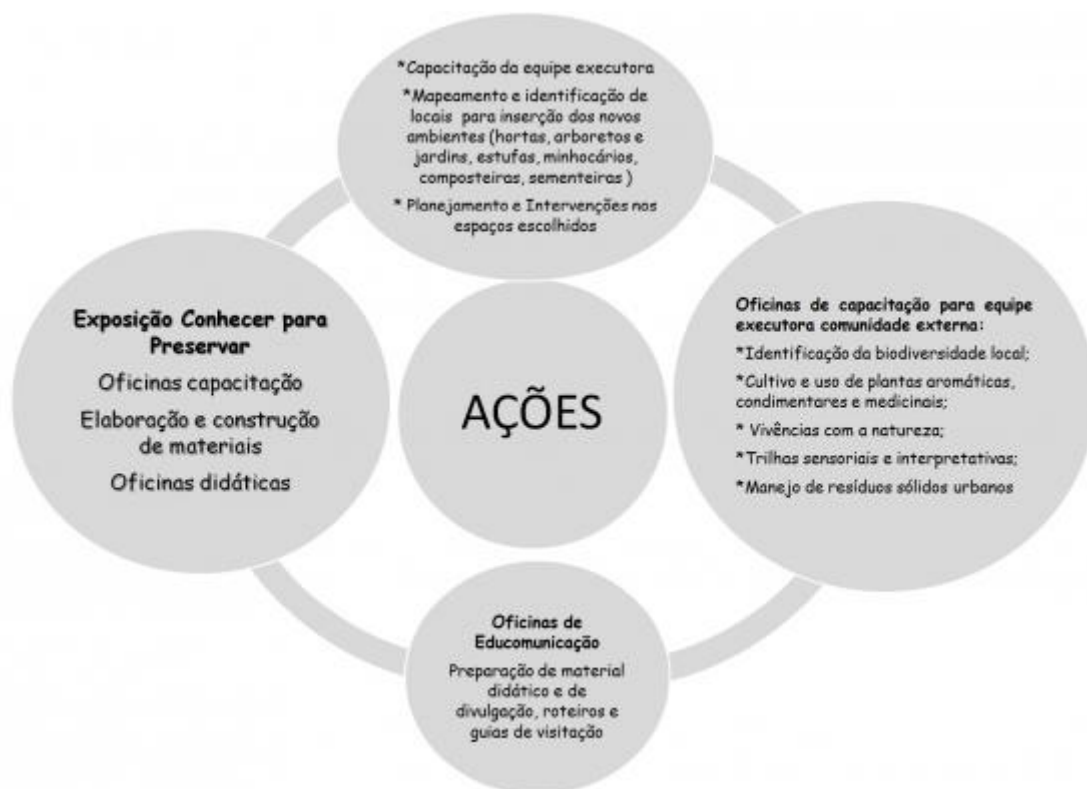 *Capacitação da equipe executora
*Mapeamento e identificação de
locais para inserção dos novos
ambientes (hortas, arboretos e
jardins, estufas, minhocários,
composteiras, sementeiras )
* Planejamento e Intervenções nos
espaços escolhidos
Exposição Conhecer para
Preservar
Oficinas capacitação
Elaboração e construção
de materiais
Oficinas didáticas
AÇÕES
Oficinas de capacitação para equipe
executora comunidade externa:
*Identificação da biodiversidade local;
*Cultivo e uso de plantas aromáticas,
condimentares e medicinais;
* Vivências com a natureza;
*Trilhas sensoriais e interpretativas;
*Manejo de resíduos sólidos urbanos
Oficinas de
Educomunicação
Preparação de material
didático e de
divulgação, roteiros e
guias de visitação